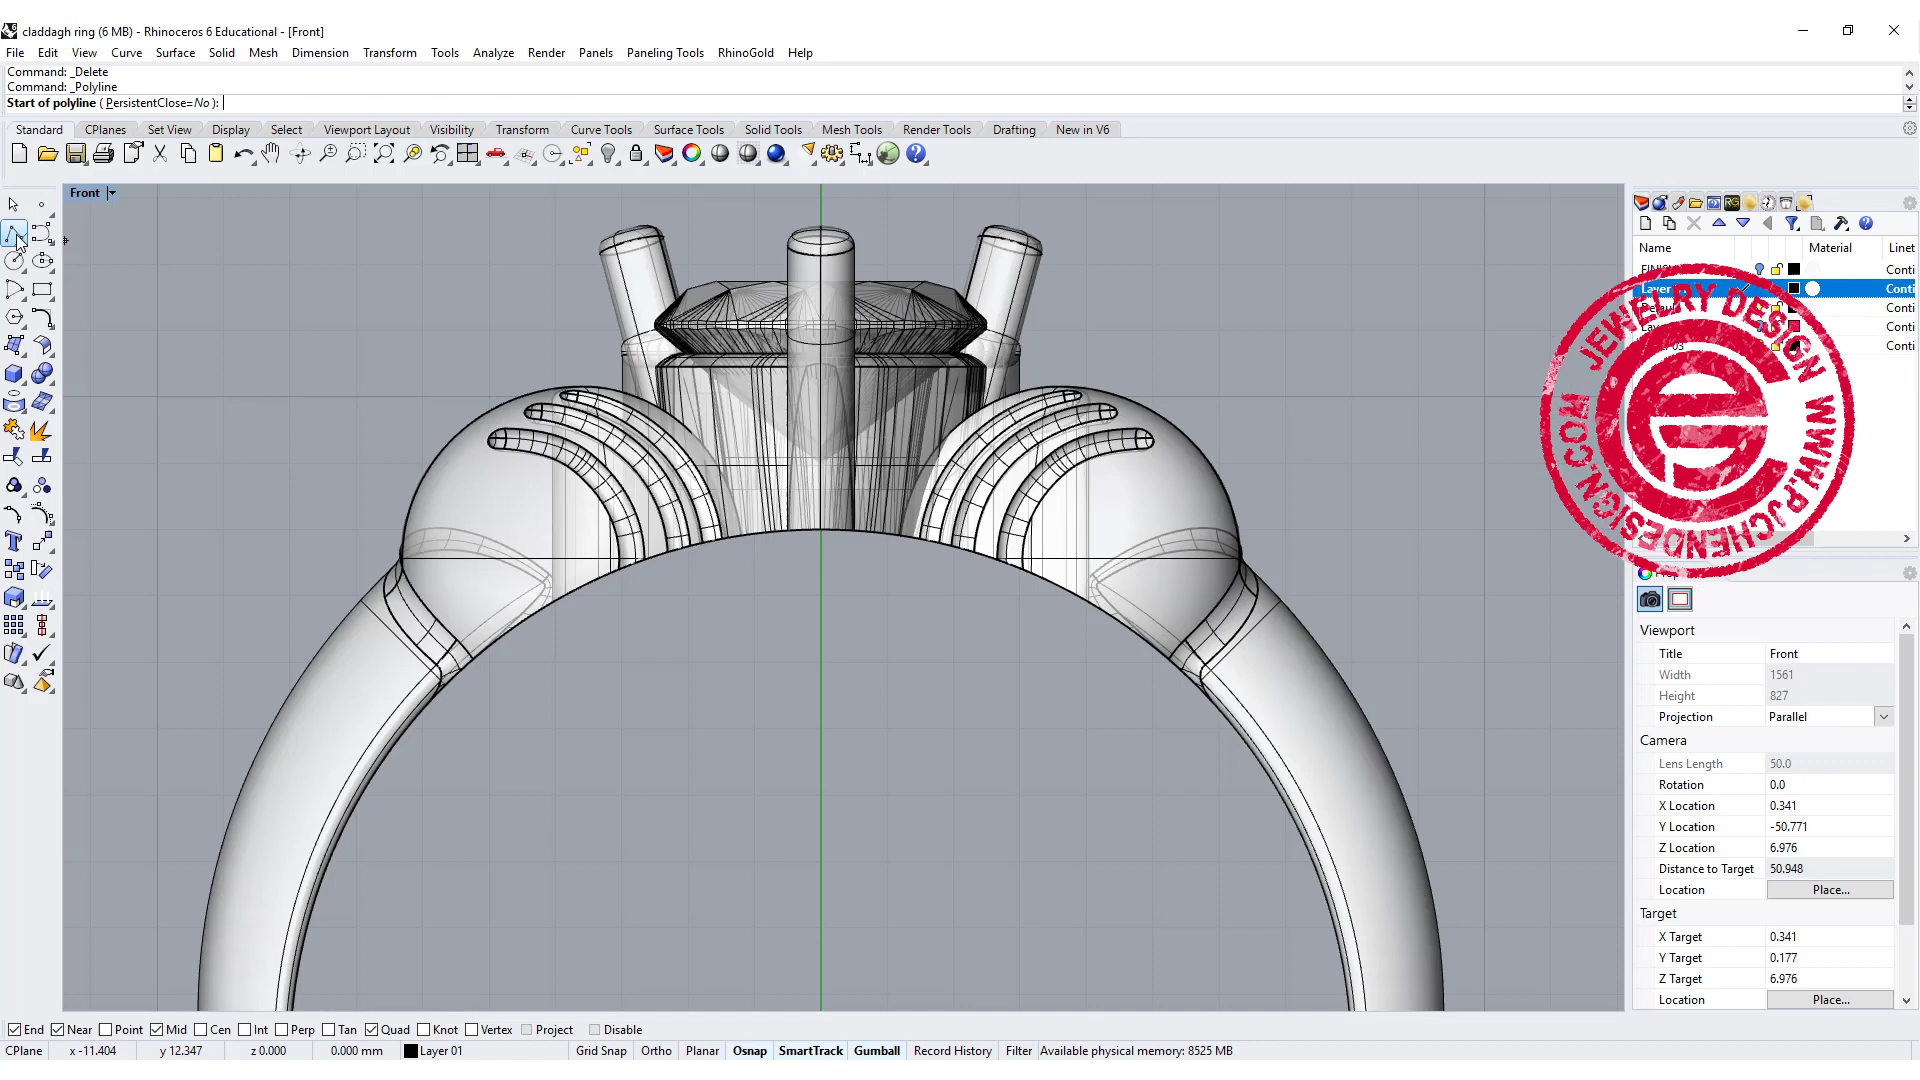 claddagh ring (6 MB) - Rhinoceros 6 Educational - [Front]
File Edit View Curve Surface Solid Mesh Dimension Transform Tools Analyze Render Panels Paneling Tools RhinoGold Help
Command: _Delete
Command: _Polyline
Start of polyline ( PersistentClose=No ):
Standard CPlanes Set View Display Select Viewport Layout Visibility Transform Curve Tools Surface Tools Solid Tools Mesh Tools Render Tools Drafting New in V6
Front
Name Material Linet
Conti
Layer Conti
Conti
Conti
03 Conti
JEWELRY DESIGN WWW.PJCHENDESIGN.COM
Viewport
Title Front
Width 1561
Height 827
Projection Parallel
Camera
Lens Length 50.0
Rotation 0.0
X Location 0.341
Y Location -50.771
Z Location 6.976
Distance to Target 50.948
Location Place...
Target
X Target 0.341
Y Target 0.177
Z Target 6.976
Location Place...
End Near Point Mid Cen Int Perp Tan Quad Knot Vertex Project Disable
CPlane x -11.404 y 12.347 z 0.000 0.000 mm Layer 01 Grid Snap Ortho Planar Osnap SmartTrack Gumball Record History Filter Available physical memory: 8525 MB